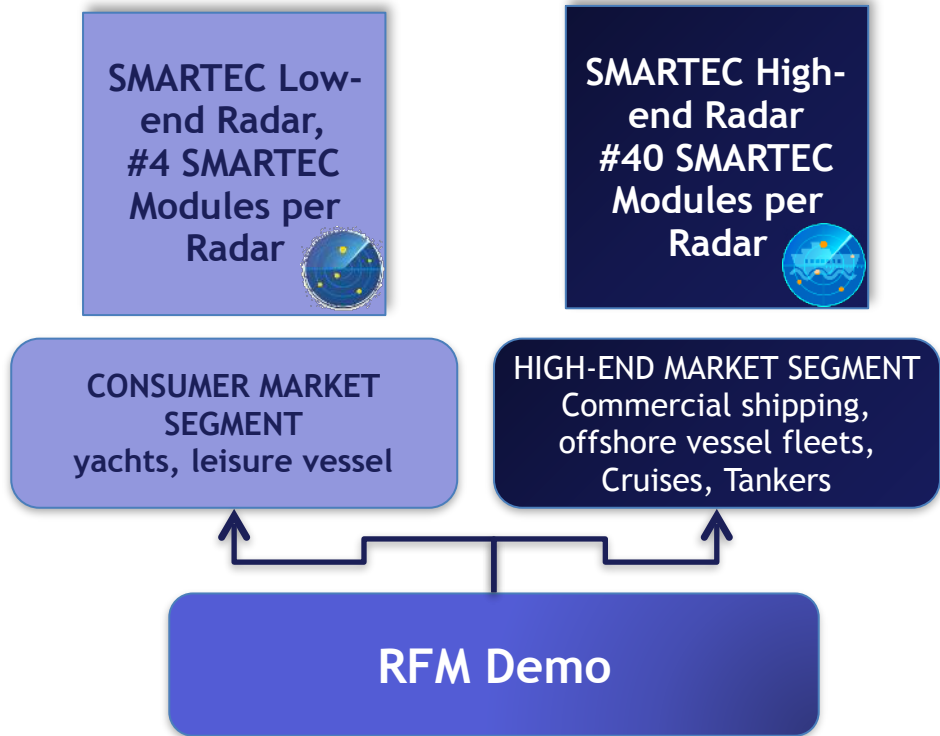 SMARTEC Low-
end Radar,
#4 SMARTEC
Modules per
Radar
SMARTEC High-
end Radar
#40 SMARTEC
Modules per
Radar
CONSUMER MARKET
SEGMENT
yachts, leisure vessel
HIGH-END MARKET SEGMENT
Commercial shipping,
offshore vessel fleets,
Cruises, Tankers
RFM Demo